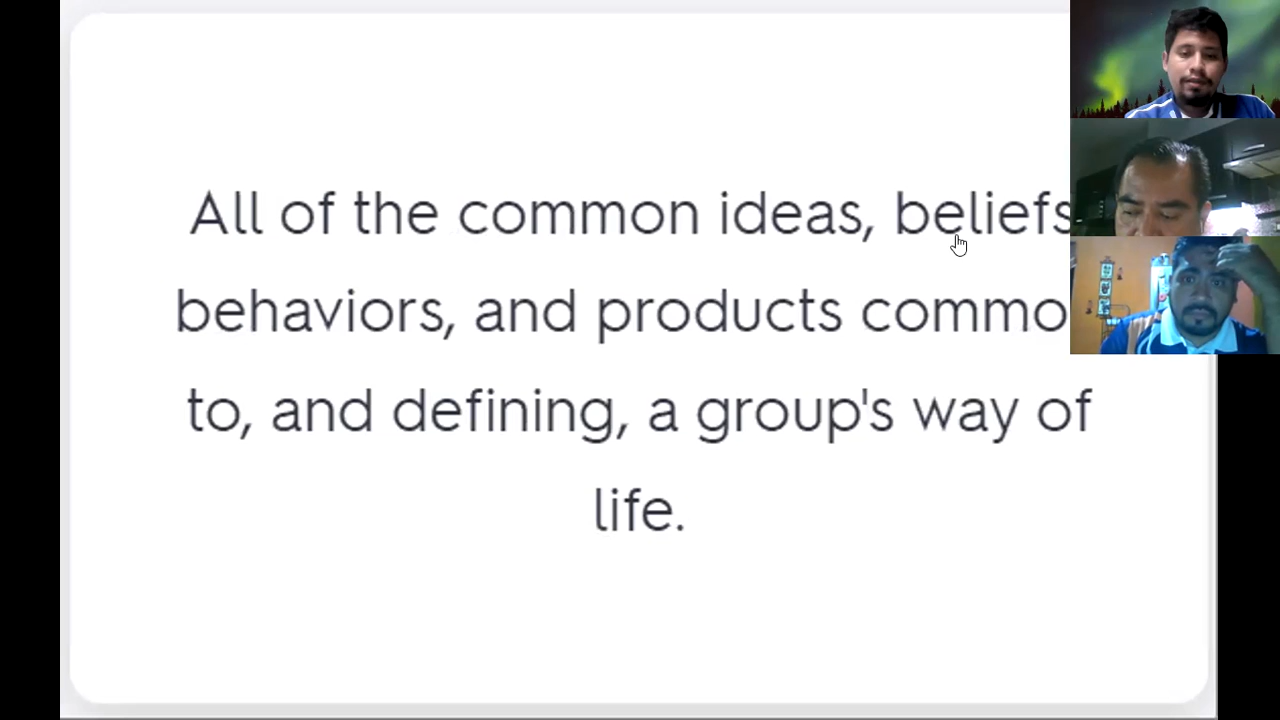 All of the common ideas, beliefs
behaviors, and products commo
to, and defining, a group's way of
life.